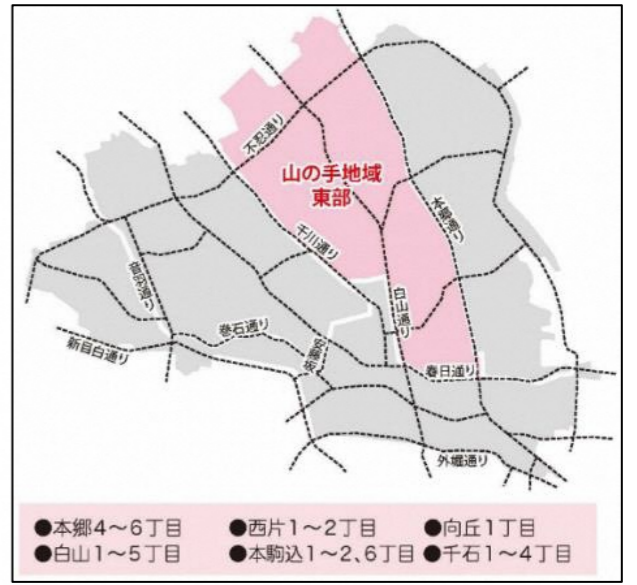 不忍通り
山の手地域
東部
本郷通り
千川通り
音羽通り
白山通り
巻石通り
安藤坂
新目白通り
春日通り
外堀通り
●本郷4～6丁目 ●西片1～2丁目 ●向丘1丁目
●白山1～5丁目 ●本駒込1～2、6丁目 ●千石1～4丁目